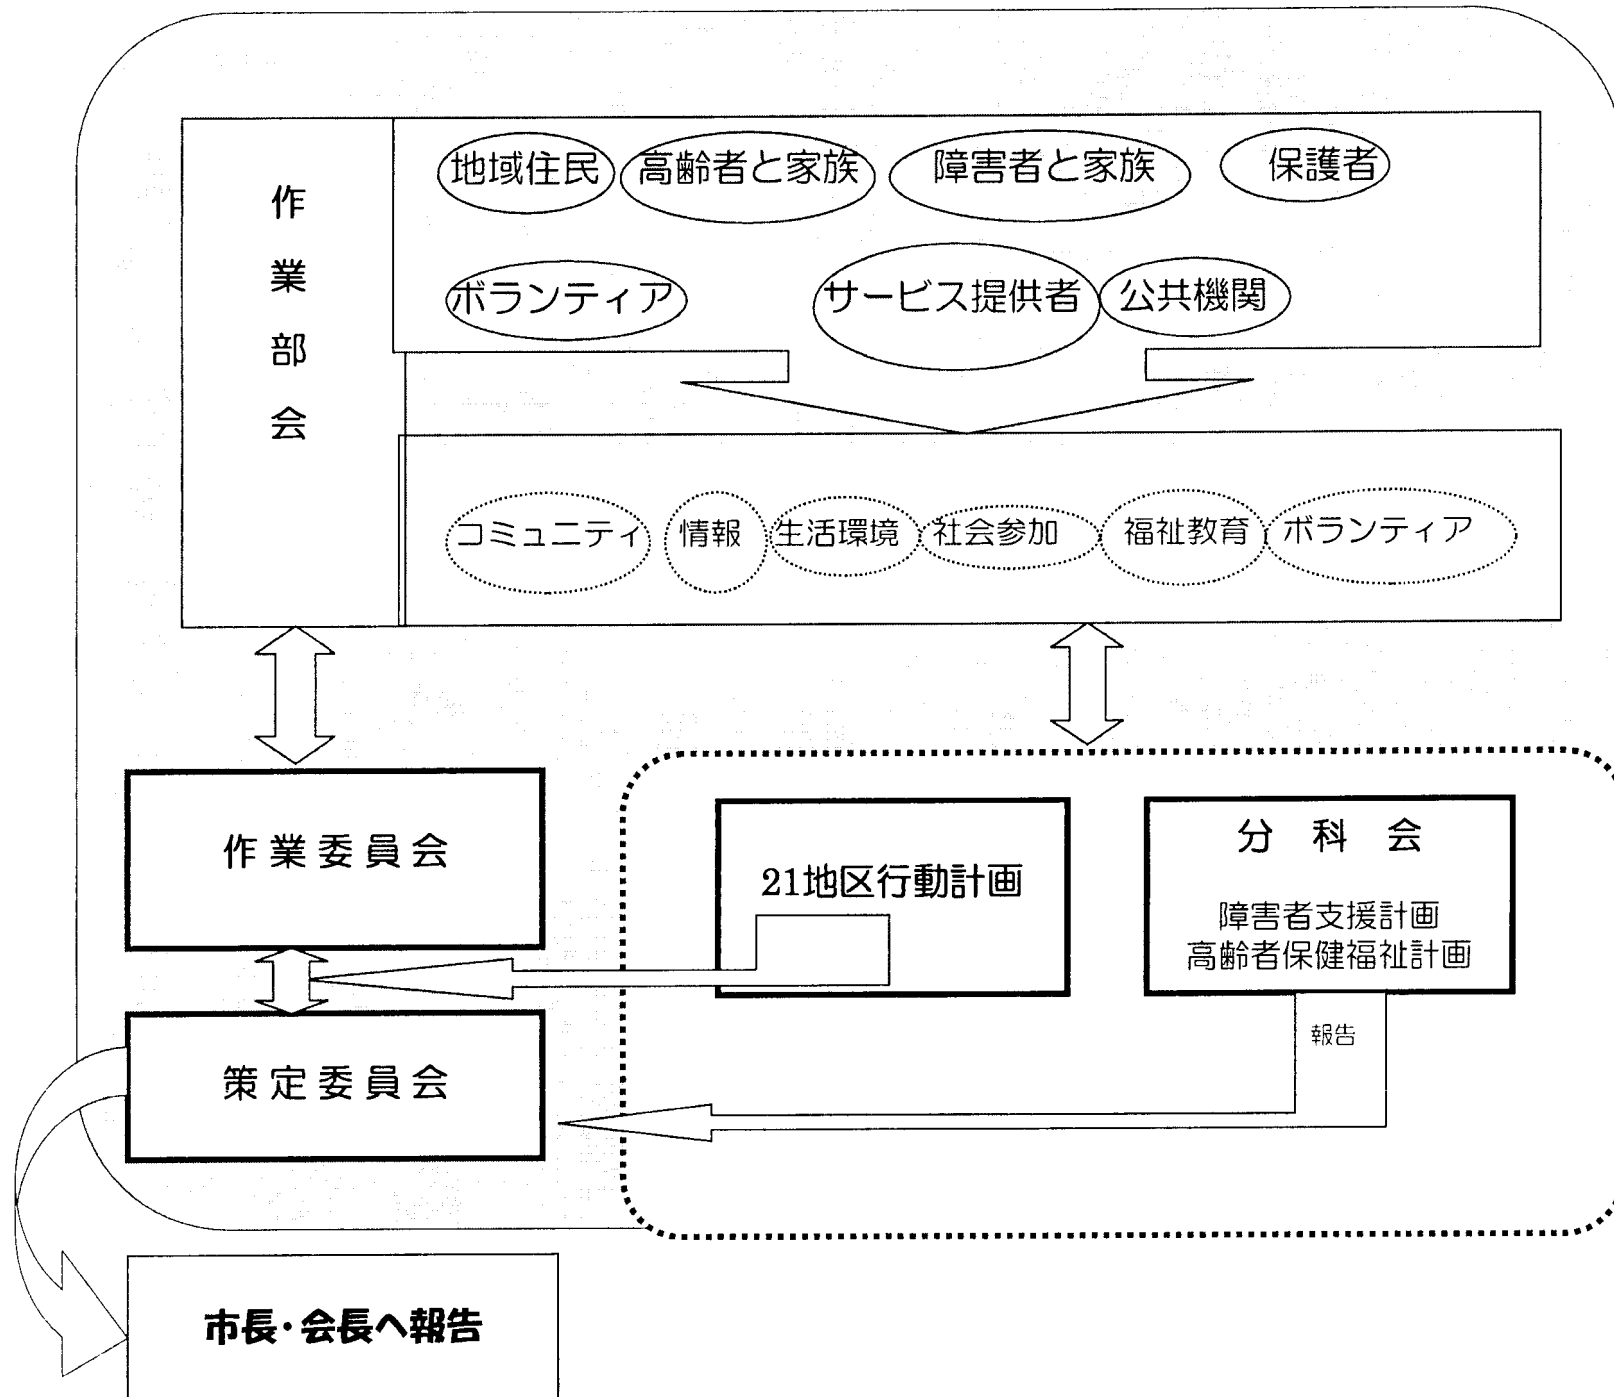 作業部会
地域住民
高齢者と家族
障害者と家族
保護者
ボランティア
サービス提供者
公共機関
コミュニティ
情報
生活環境
社会参加
福祉教育
ボランティア
作業委員会
21地区行動計画
分科会
障害者支援計画
高齢者保健福祉計画
報告
策定委員会
市長・会長へ報告